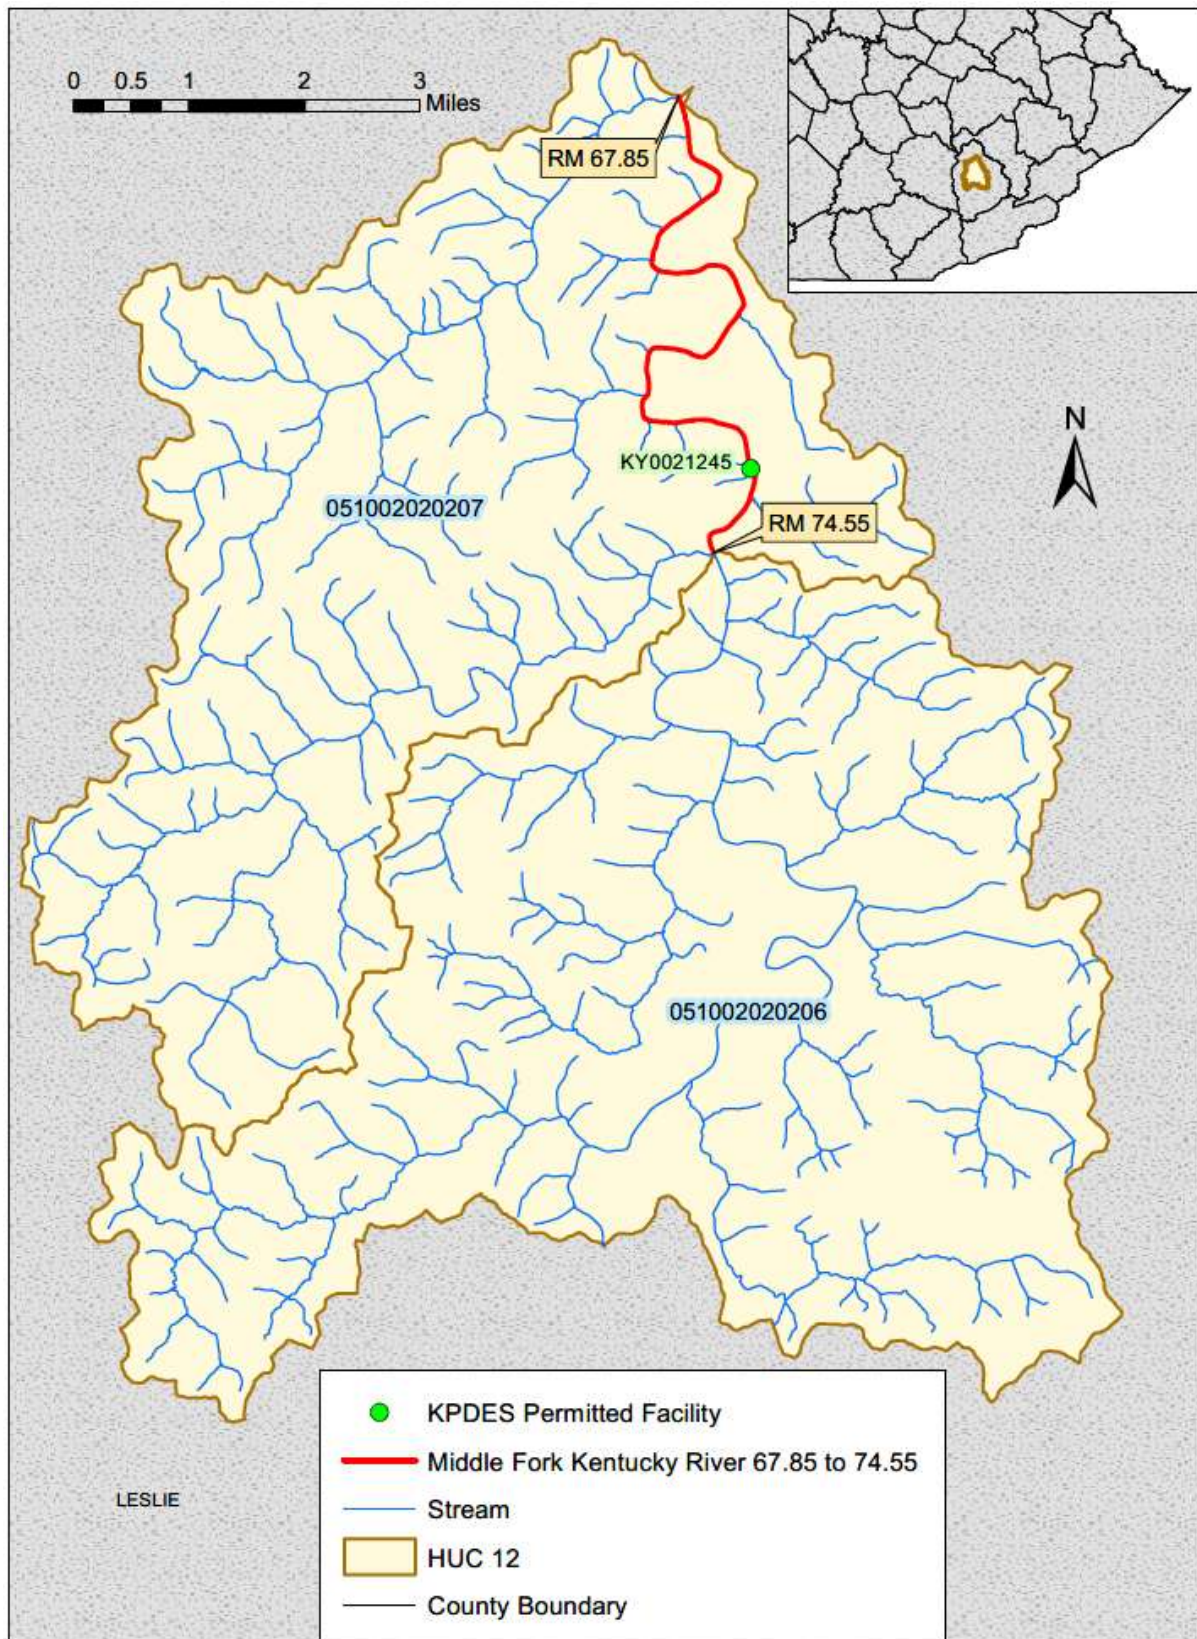 0 0.5 1 2 3
Miles
RM 67.85
N
KY0021245
051002020207
RM 74.55
051002020206
KPDES Permitted Facility
Middle Fork Kentucky River 67.85 to 74.55
LESLIE
Stream
HUC 12
County Boundary